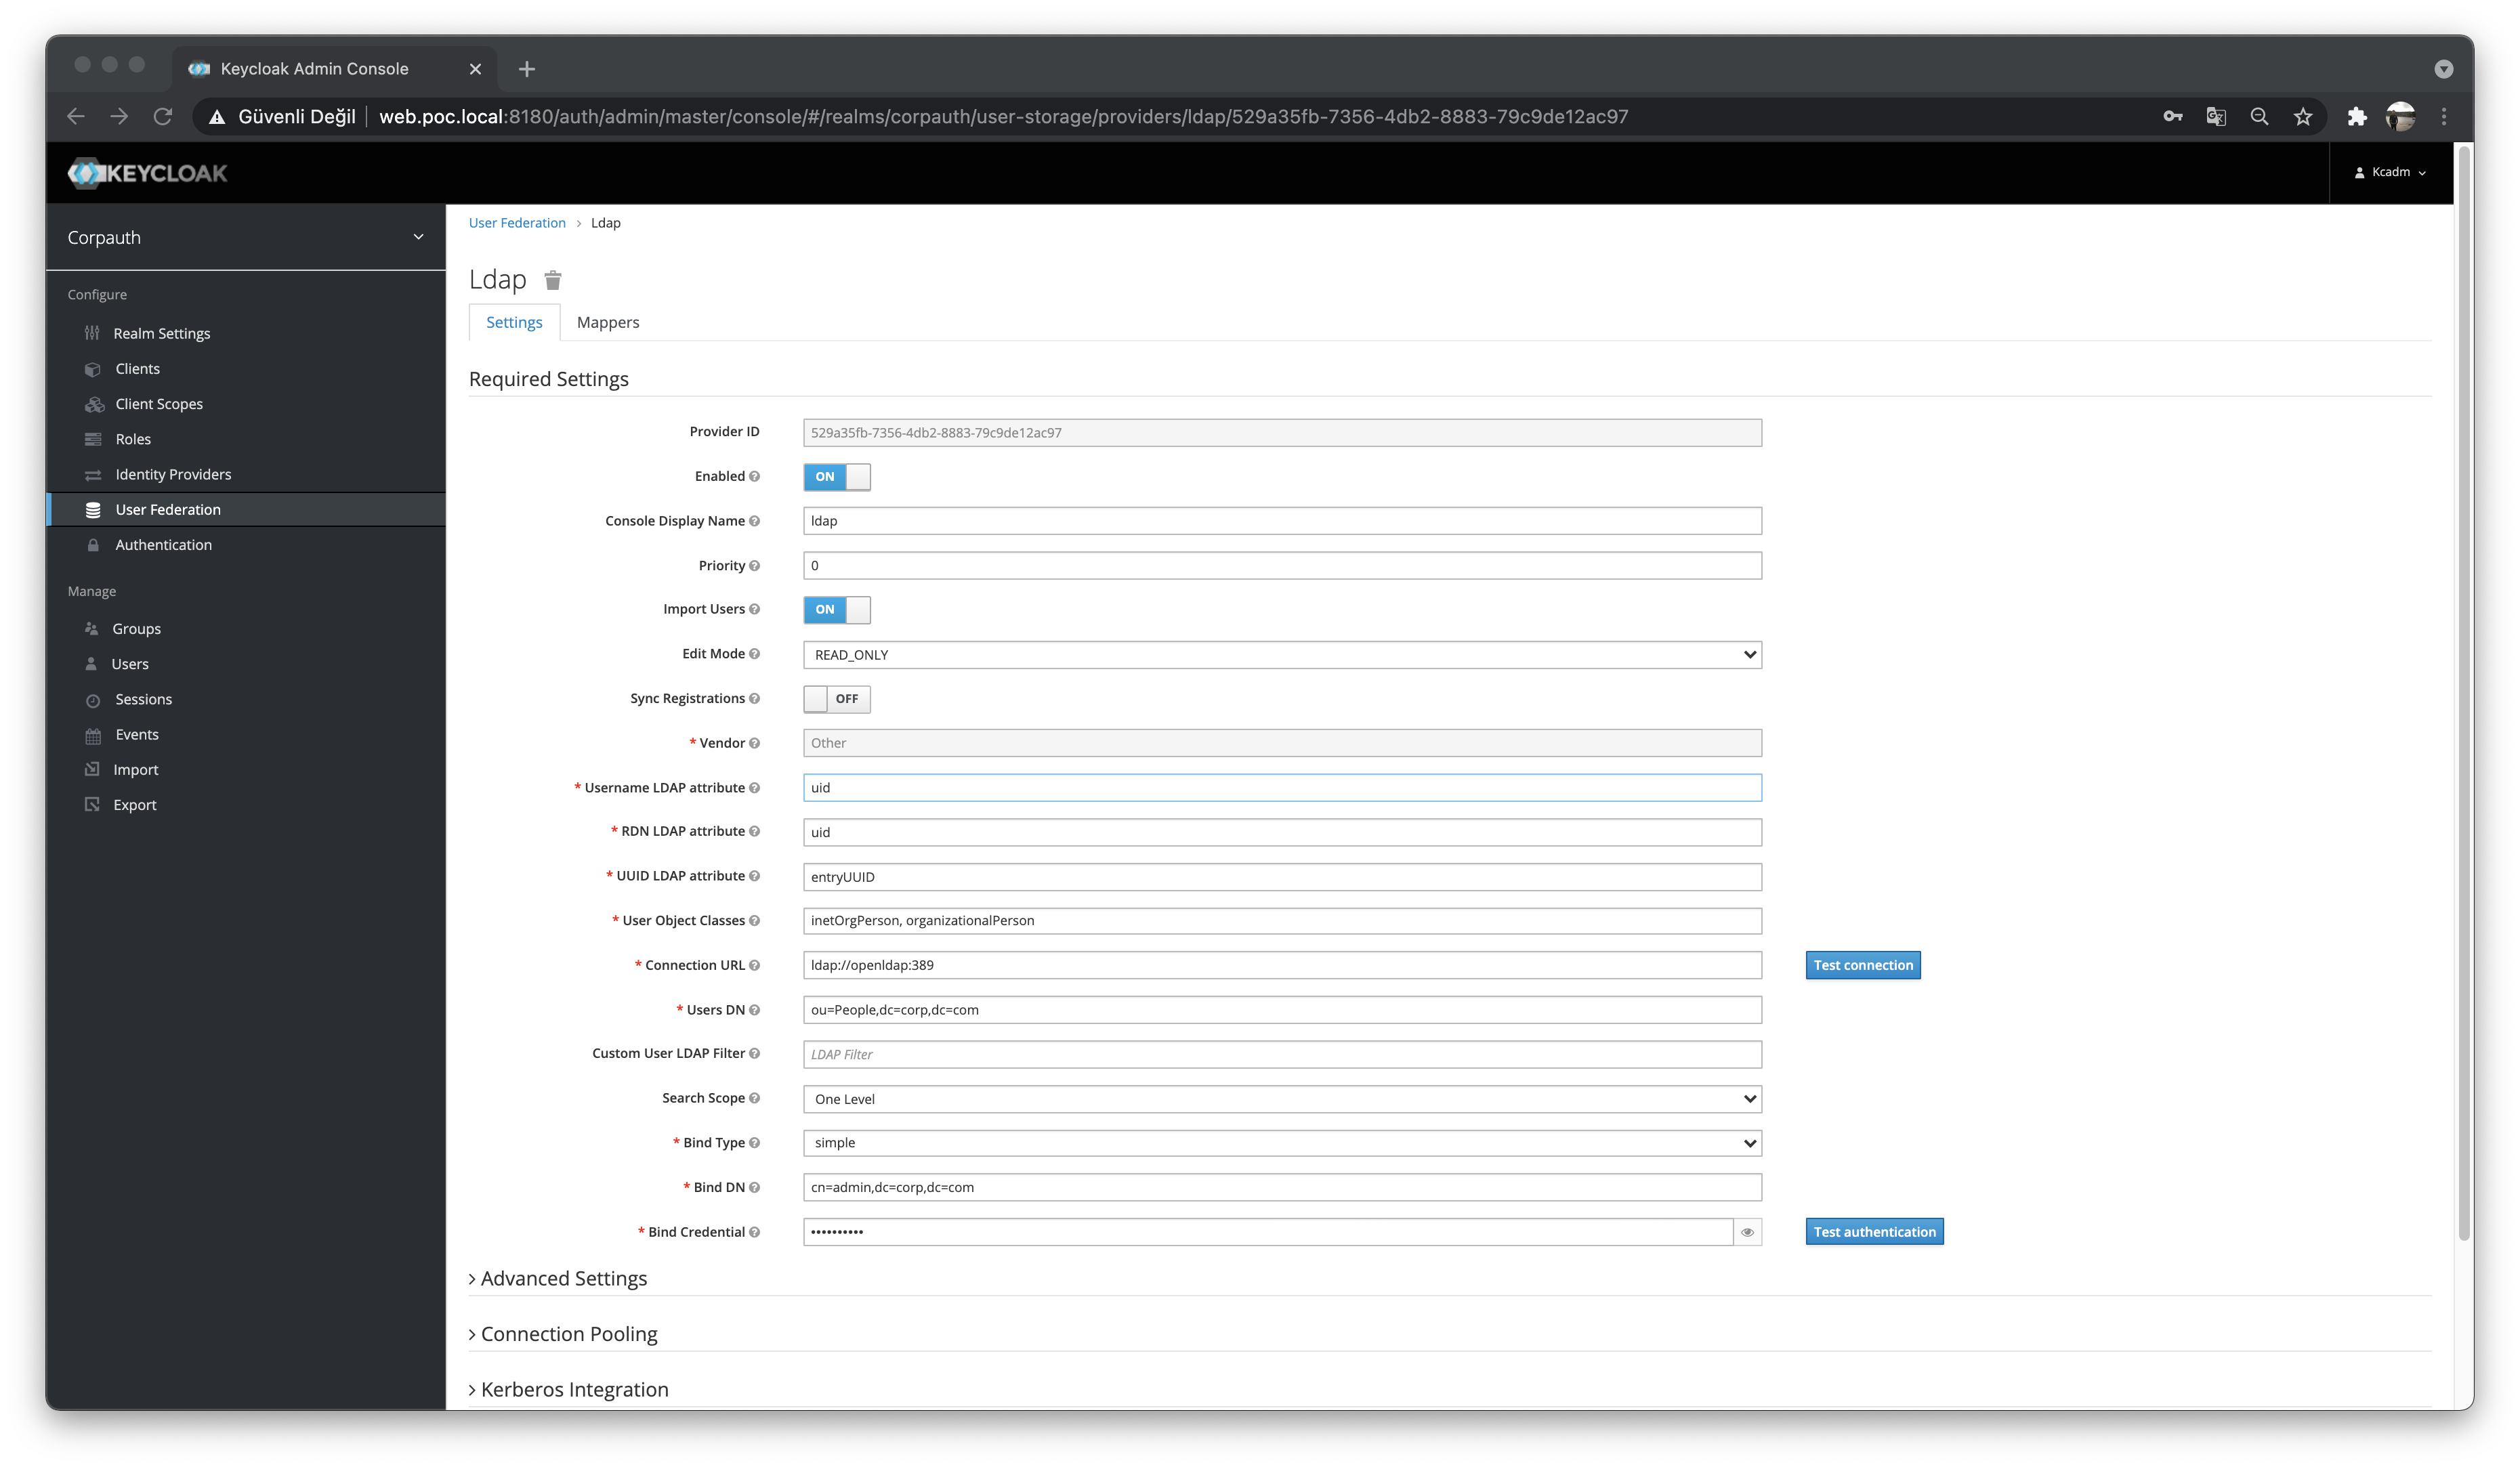 Keycloak Admin Console
Güvenli Değil | web.poc.local:8180/auth/admin/master/console/#/realms/corpauth/user-storage/providers/ldap/529a35fb-7356-4db2-8883-79c9de12ac97
KEYCLOAK
Kcadm
Corpauth
Configure
Realm Settings
Clients
Client Scopes
Roles
Identity Providers
User Federation
Authentication
Manage
Groups
Users
Sessions
Events
Import
Export
User Federation > Ldap
Ldap
Settings Mappers
Required Settings
Provider ID 529a35fb-7356-4db2-8883-79c9de12ac97
Enabled ON
Console Display Name ldap
Priority 0
Import Users ON
Edit Mode READ_ONLY
Sync Registrations OFF
* Vendor Other
* Username LDAP attribute uid
* RDN LDAP attribute uid
* UUID LDAP attribute entryUUID
* User Object Classes inetOrgPerson, organizationalPerson
* Connection URL ldap://openldap:389 Test connection
* Users DN ou=People,dc=corp,dc=com
Custom User LDAP Filter LDAP Filter
Search Scope One Level
* Bind Type simple
* Bind DN cn=admin,dc=corp,dc=com
* Bind Credential •••••••••• Test authentication
> Advanced Settings
> Connection Pooling
> Kerberos Integration